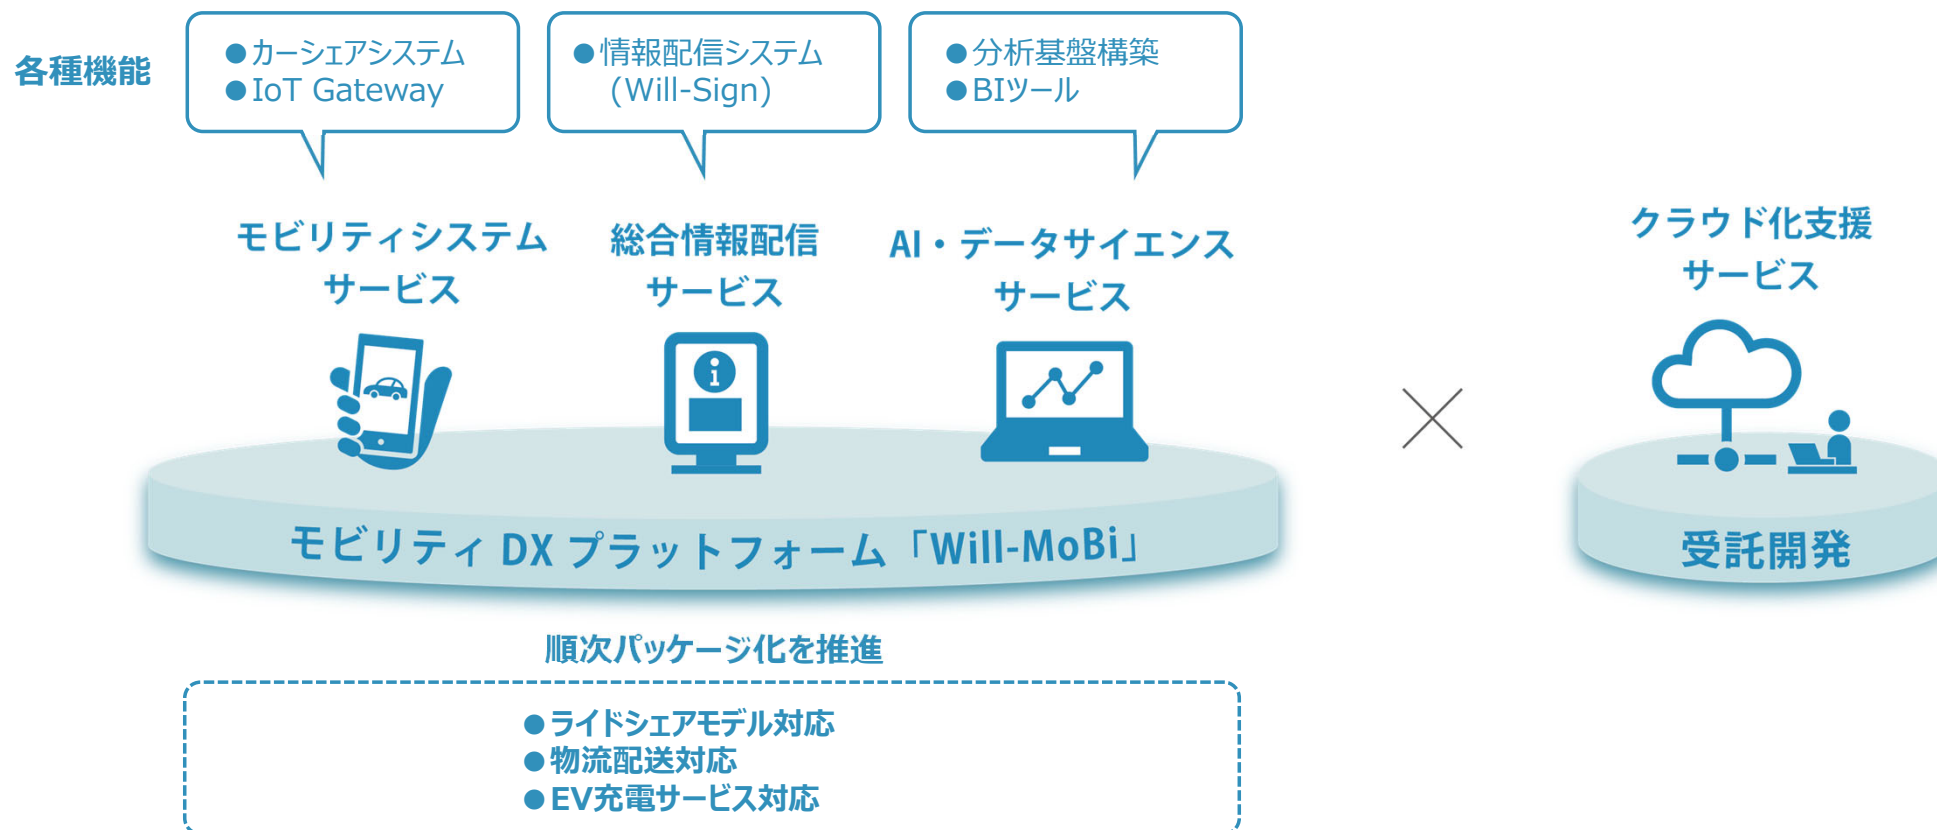 各種機能
●カーシェアシステム
●IoT Gateway
●情報配信システム
(Will-Sign)
●分析基盤構築
●BIツール
モビリティシステム
サービス
総合情報配信
サービス
AI・データサイエンス
サービス
クラウド化支援
サービス
モビリティ DX プラットフォーム「Will-MoBi」
受託開発
順次パッケージ化を推進
●ライドシェアモデル対応
●物流配送対応
●EV充電サービス対応